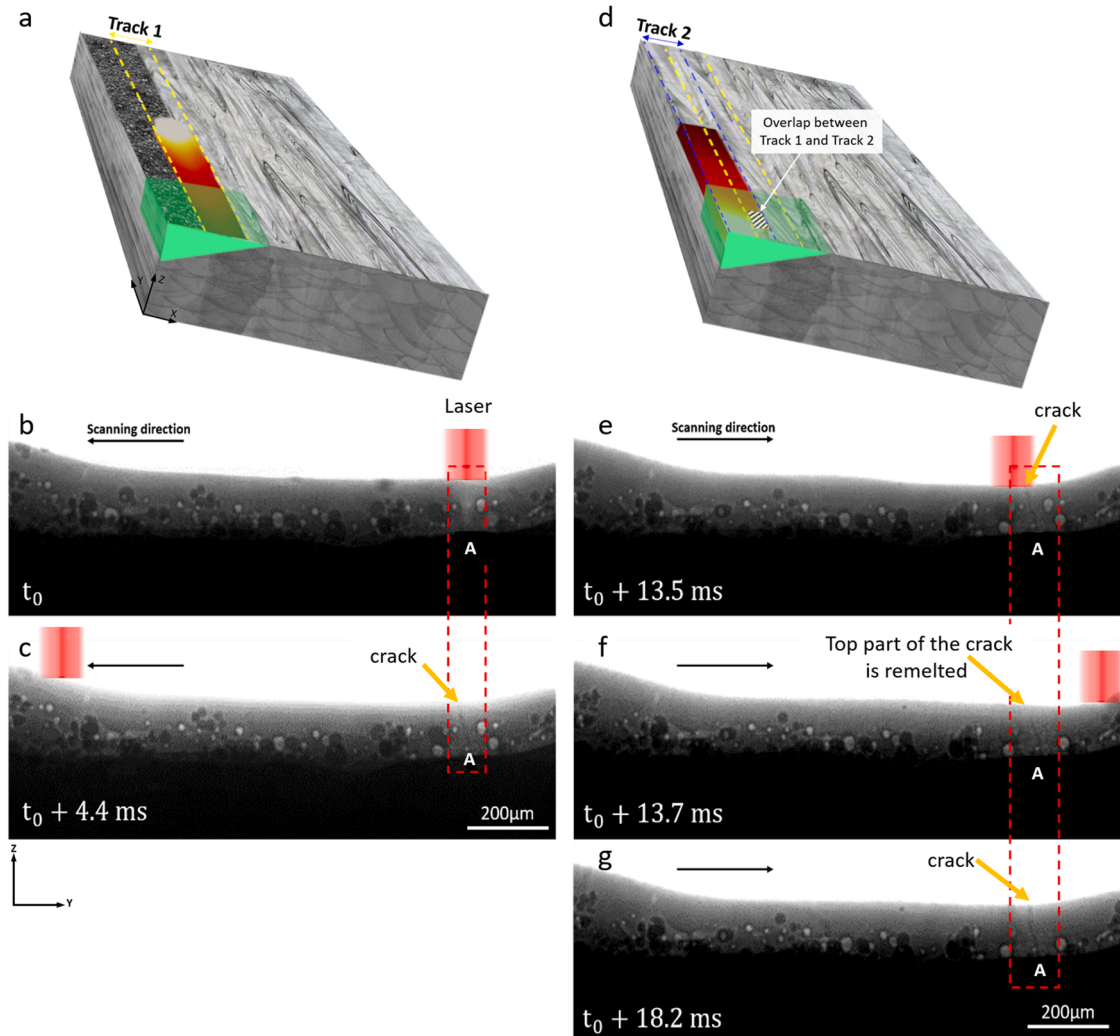 a
Track 1
Y
Z
X
d
Track 2
Overlap between
Track 1 and Track 2
b
Scanning direction
Laser
A
t₀
c
crack
A
t₀ + 4.4 ms
200μm
Z
Y
e
Scanning direction
crack
A
t₀ + 13.5 ms
f
Top part of the crack
is remelted
A
t₀ + 13.7 ms
g
crack
A
t₀ + 18.2 ms
200μm